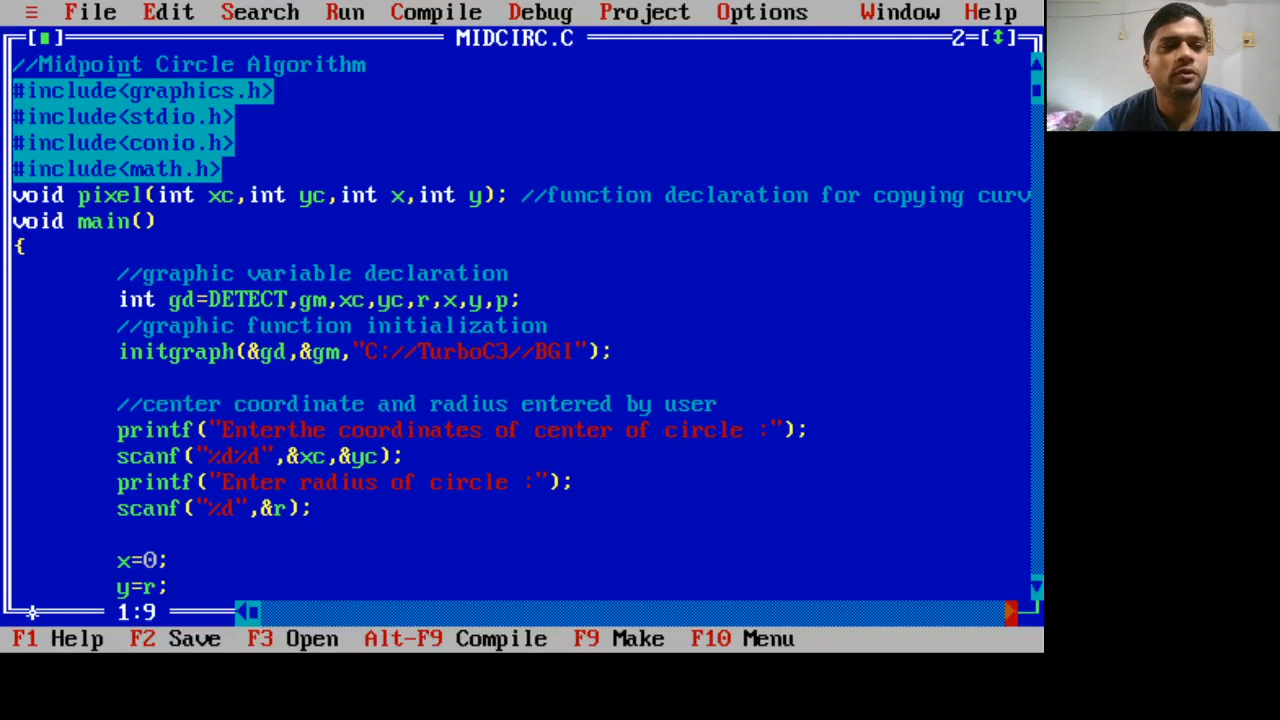 ≡ File Edit Search Run Compile Debug Project Options Window Help
[■] MIDCIRC.C 2=[↕]
//Midpoint Circle Algorithm
#include<graphics.h>
#include<stdio.h>
#include<conio.h>
#include<math.h>
void pixel(int xc,int yc,int x,int y); //function declaration for copying curv
void main()
{
//graphic variable declaration
int gd=DETECT,gm,xc,yc,r,x,y,p;
//graphic function initialization
initgraph(&gd,&gm,"C://TurboC3//BGI");
//center coordinate and radius entered by user
printf("Enterthe coordinates of center of circle :");
scanf("%d%d",&xc,&yc);
printf("Enter radius of circle :");
scanf("%d",&r);
x=0;
y=r;
1:9
F1 Help F2 Save F3 Open Alt-F9 Compile F9 Make F10 Menu